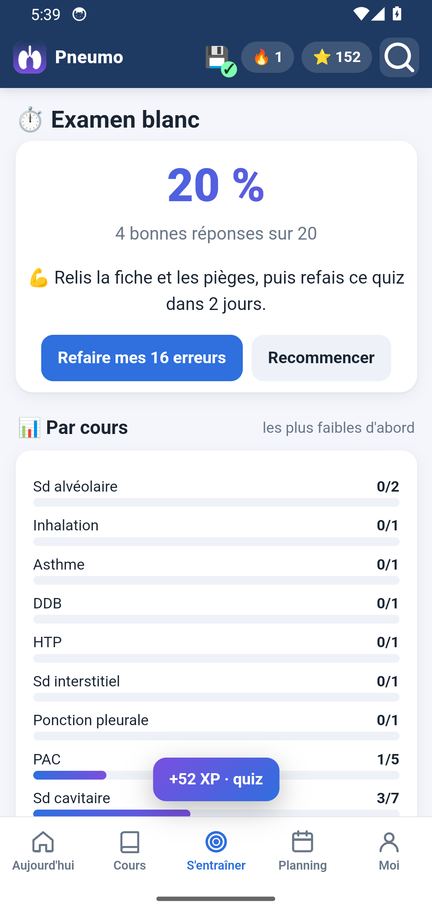 5:39
Pneumo
🔥 1
⭐ 152
⏱️ Examen blanc
20 %
4 bonnes réponses sur 20
💪 Relis la fiche et les pièges, puis refais ce quiz
dans 2 jours.
Refaire mes 16 erreurs
Recommencer
📊 Par cours
les plus faibles d'abord
Sd alvéolaire 0/2
Inhalation 0/1
Asthme 0/1
DDB 0/1
HTP 0/1
Sd interstitiel 0/1
Ponction pleurale 0/1
PAC 1/5
+52 XP · quiz
Sd cavitaire 3/7
Aujourd'hui
Cours
S'entraîner
Planning
Moi